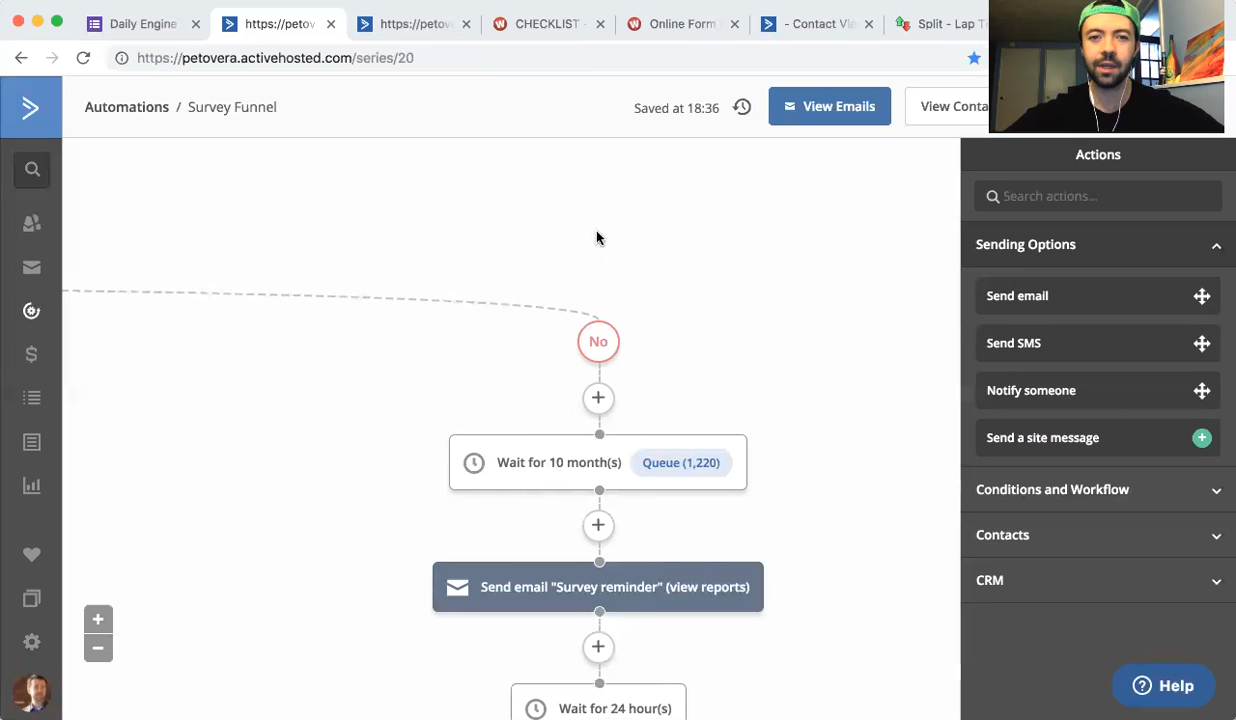 Daily Engine
https://petov
https://petov
CHECKLIST -
Online Form
- Contact Vi
Split - Lap T
https://petovera.activehosted.com/series/20
Automations / Survey Funnel
Saved at 18:36
View Emails
View Conta
Actions
Search actions...
Sending Options
Send email
Send SMS
Notify someone
Send a site message
Conditions and Workflow
Contacts
CRM
No
Wait for 10 month(s)
Queue (1,220)
Send email "Survey reminder" (view reports)
Wait for 24 hour(s)
Help